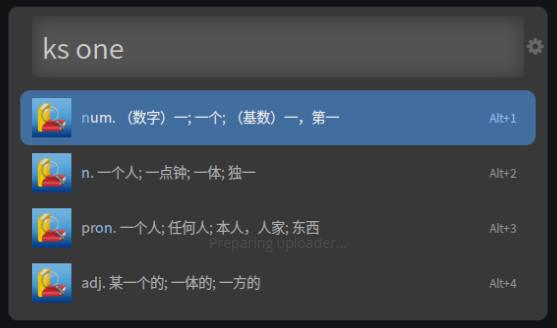 ks one
num. （数字）一; 一个; （基数）一，第一
Alt+1
n. 一个人; 一点钟; 一体; 独一
Alt+2
pron. 一个人; 任何人; 本人，人家; 东西
Alt+3
Preparing uploader...
adj. 某一个的; 一体的; 一方的
Alt+4